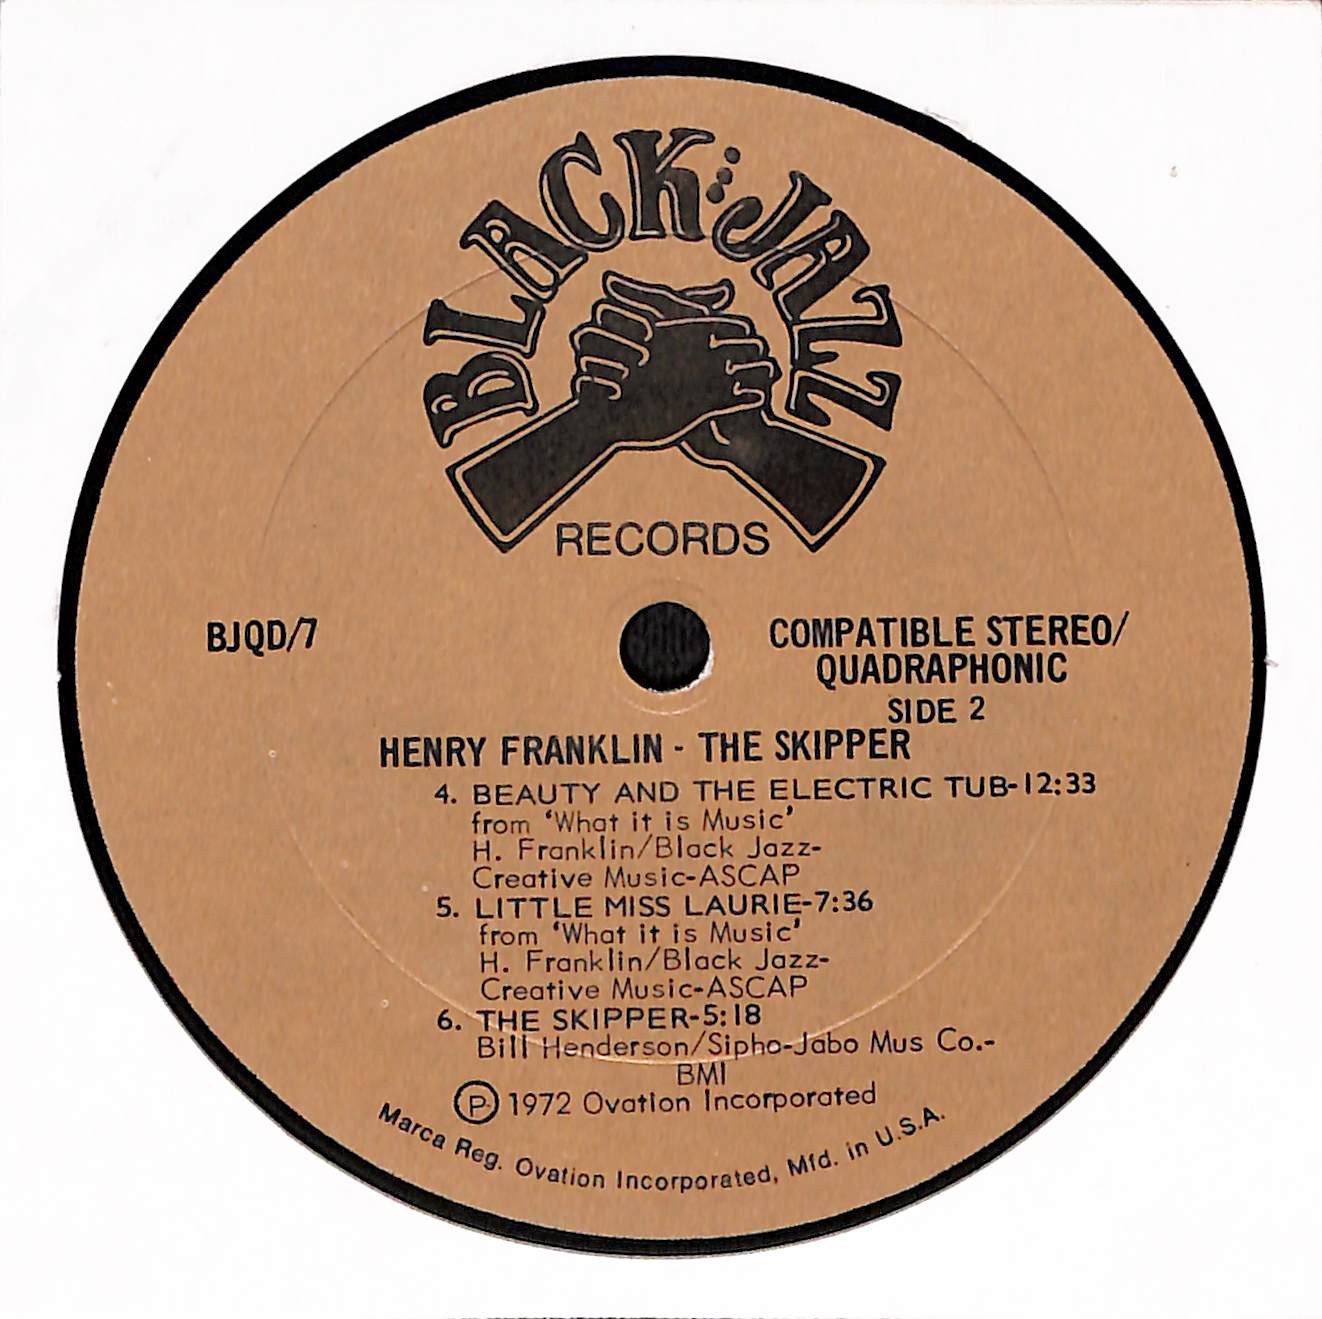 BLACK JAZZ
RECORDS
BJQD/7
COMPATIBLE STEREO/
QUADRAPHONIC
SIDE 2
HENRY FRANKLIN - THE SKIPPER
4. BEAUTY AND THE ELECTRIC TUB-12:33
from 'What it is Music'
H. Franklin/Black Jazz-
Creative Music-ASCAP
5. LITTLE MISS LAURIE-7:36
from 'What it is Music'
H. Franklin/Black Jazz-
Creative Music-ASCAP
6. THE SKIPPER-5:18
Bill Henderson/Sipho-Jabo Mus Co.-
BMI
Ⓟ 1972 Ovation Incorporated
Marca Reg. Ovation Incorporated, Mfd. in U.S.A.